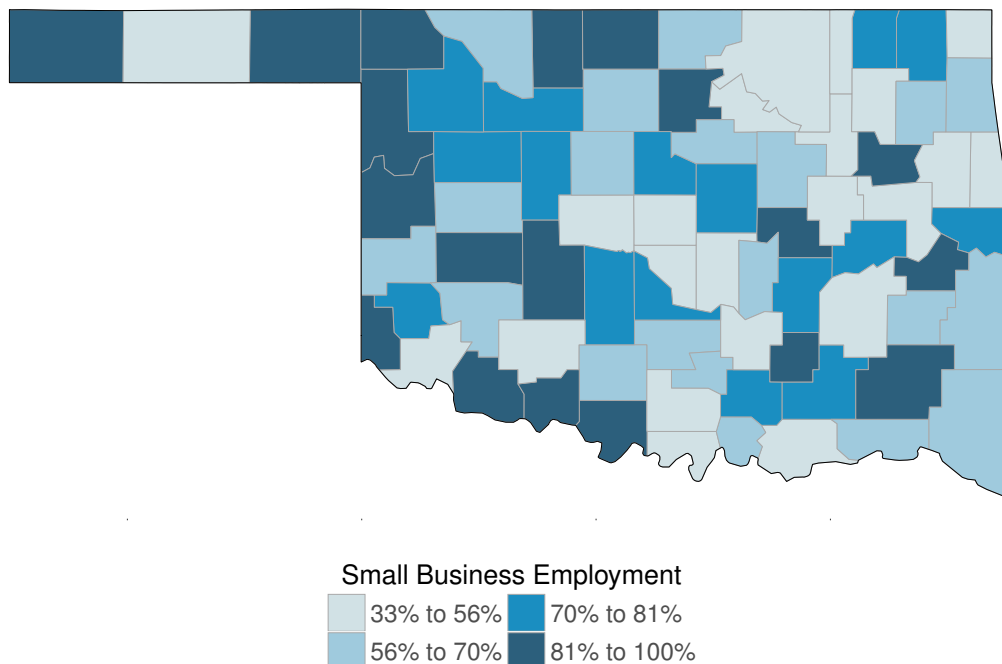 Small Business Employment
33% to 56% 70% to 81%
56% to 70% 81% to 100%